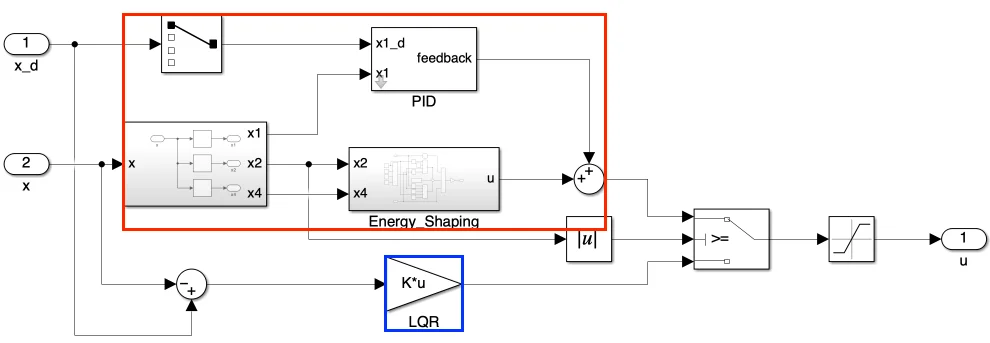 1
x_d
x1_d
x1
feedback
PID
2
x
x
x1
x2
x4
x2
x4
u
Energy_Shaping
+
+
|u|
>=
1
u
−
+
K*u
LQR